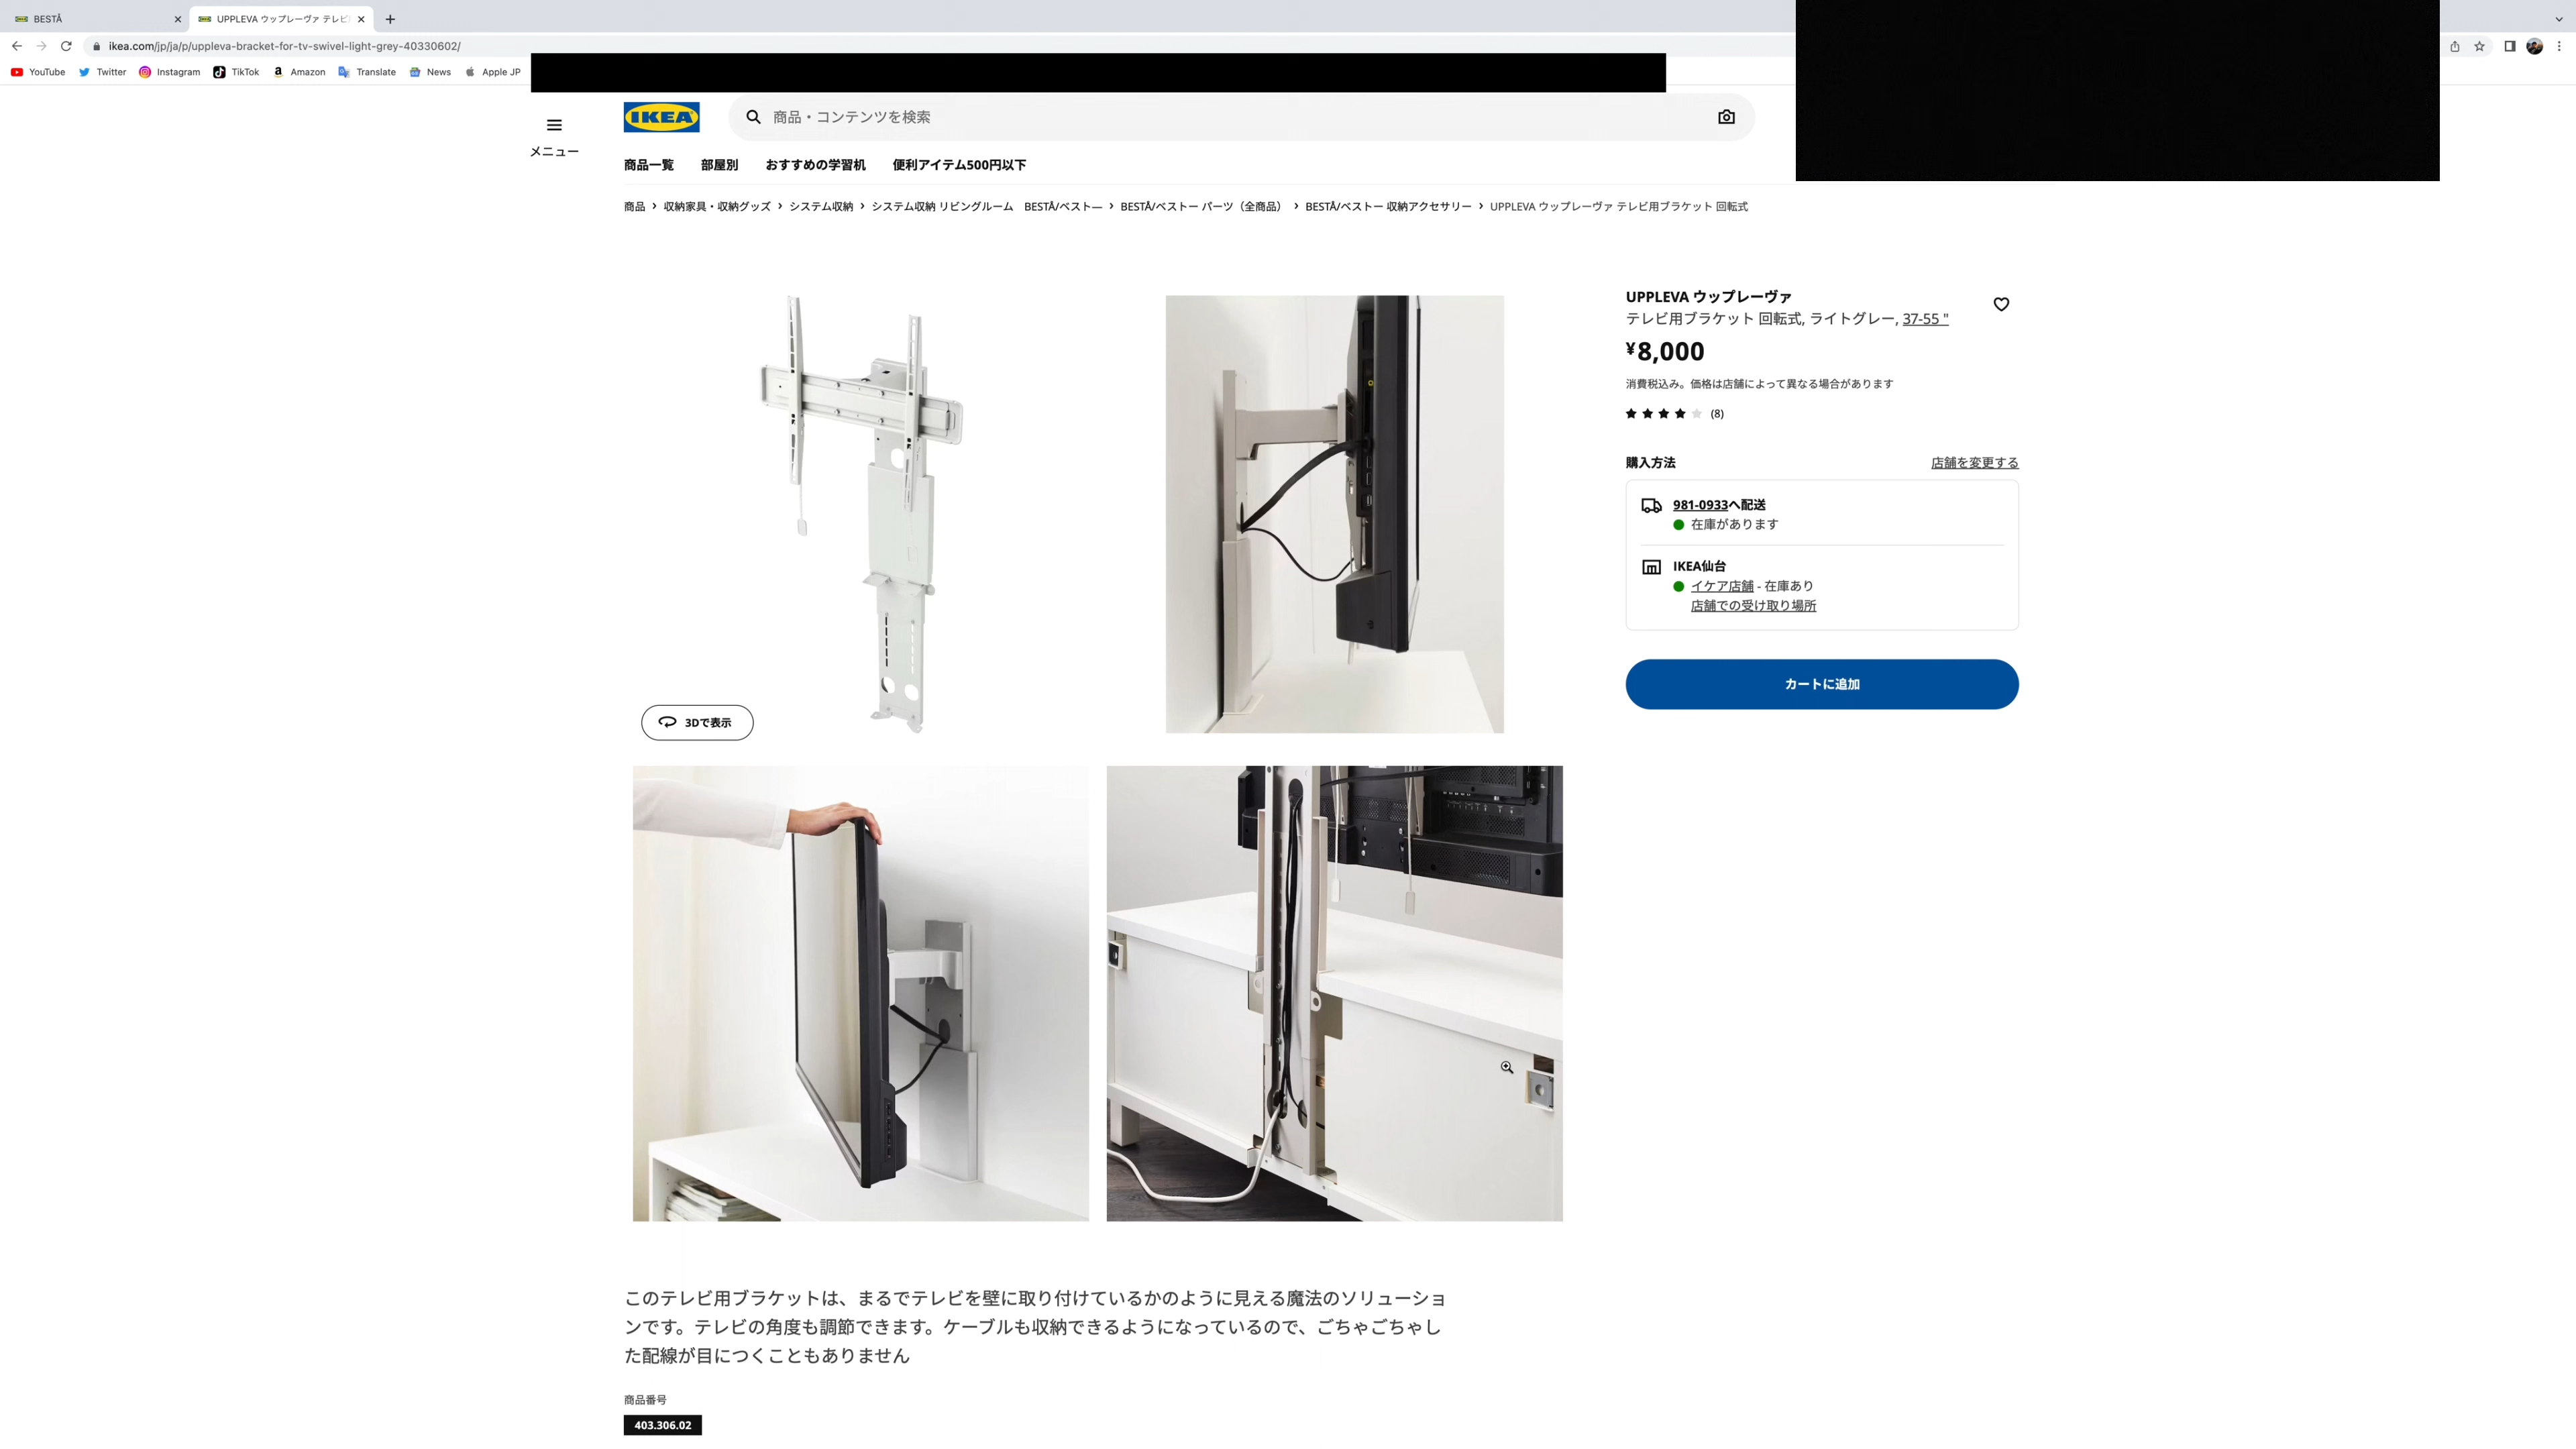 BESTÅ
UPPLEVA ウップレーヴァ テレビ
ikea.com/jp/ja/p/uppleva-bracket-for-tv-swivel-light-grey-40330602/
YouTube Twitter Instagram TikTok Amazon Translate News Apple JP
IKEA
商品・コンテンツを検索
メニュー
商品一覧 部屋別 おすすめの学習机 便利アイテム500円以下
商品 › 収納家具・収納グッズ › システム収納 › システム収納 リビングルーム BESTÅ/ベストー › BESTÅ/ベストー パーツ（全商品） › BESTÅ/ベストー 収納アクセサリー › UPPLEVA ウップレーヴァ テレビ用ブラケット 回転式
UPPLEVA ウップレーヴァ
テレビ用ブラケット 回転式, ライトグレー, 37-55 "
¥8,000
消費税込み。価格は店舗によって異なる場合があります
(8)
購入方法 店舗を変更する
981-0933へ配送
在庫があります
IKEA仙台
イケア店舗 - 在庫あり
店舗での受け取り場所
カートに追加
3Dで表示
このテレビ用ブラケットは、まるでテレビを壁に取り付けているかのように見える魔法のソリューショ
ンです。テレビの角度も調節できます。ケーブルも収納できるようになっているので、ごちゃごちゃし
た配線が目につくこともありません
商品番号
403.306.02